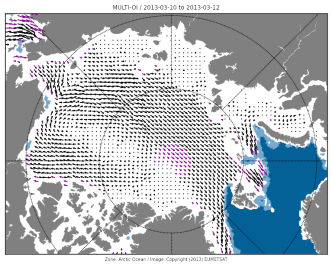 MULTI-OI / 2013-03-10 to 2013-03-12
Zone: Arctic Ocean / Image: Copyright (2013) EUMETSAT